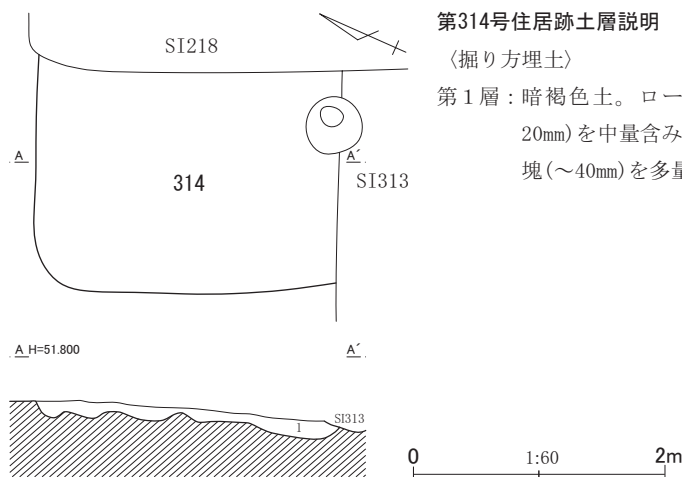 第314号住居跡土層説明
〈掘り方埋土〉
第1層：暗褐色土。ロー
20mm)を中量含み
塊(～40mm)を多量
SI218
A
A´
314
SI313
A H=51.800
A´
1
SI313
0
1:60
2m